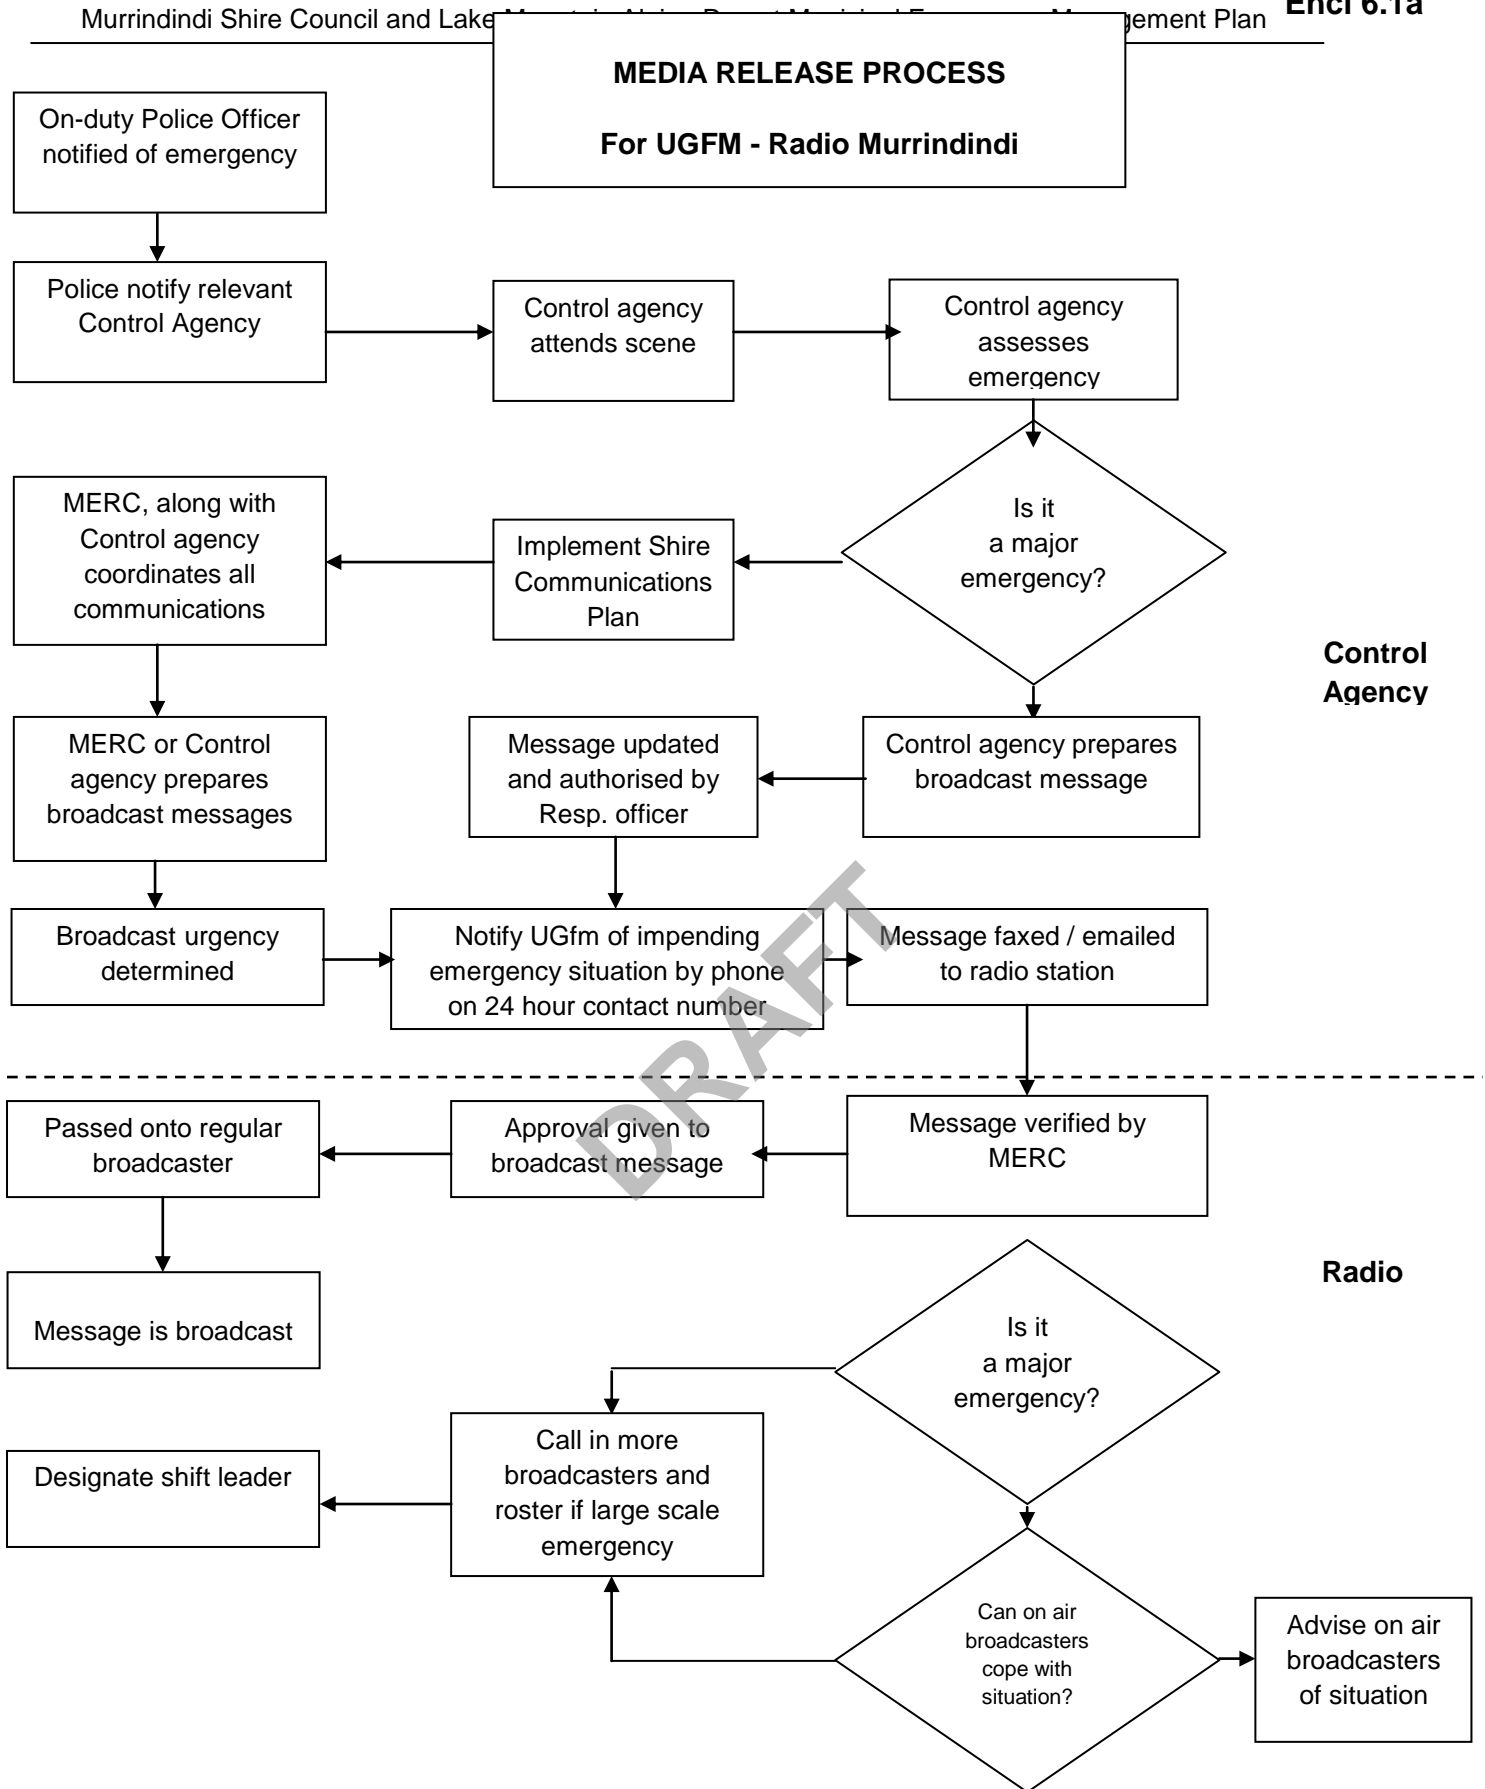 Murrindindi Shire Council and Lake
gement Plan
Encl 6.1a
MEDIA RELEASE PROCESS
For UGFM - Radio Murrindindi
On-duty Police Officer
notified of emergency
Police notify relevant
Control Agency
Control agency
attends scene
Control agency
assesses
emergency
Is it
a major
emergency?
Implement Shire
Communications
Plan
MERC, along with
Control agency
coordinates all
communications
Control
Agency
MERC or Control
agency prepares
broadcast messages
Message updated
and authorised by
Resp. officer
Control agency prepares
broadcast message
Broadcast urgency
determined
Notify UGfm of impending
emergency situation by phone
on 24 hour contact number
Message faxed / emailed
to radio station
DRAFT
Passed onto regular
broadcaster
Approval given to
broadcast message
Message verified by
MERC
Message is broadcast
Radio
Is it
a major
emergency?
Call in more
broadcasters and
roster if large scale
emergency
Designate shift leader
Can on air
broadcasters
cope with
situation?
Advise on air
broadcasters
of situation